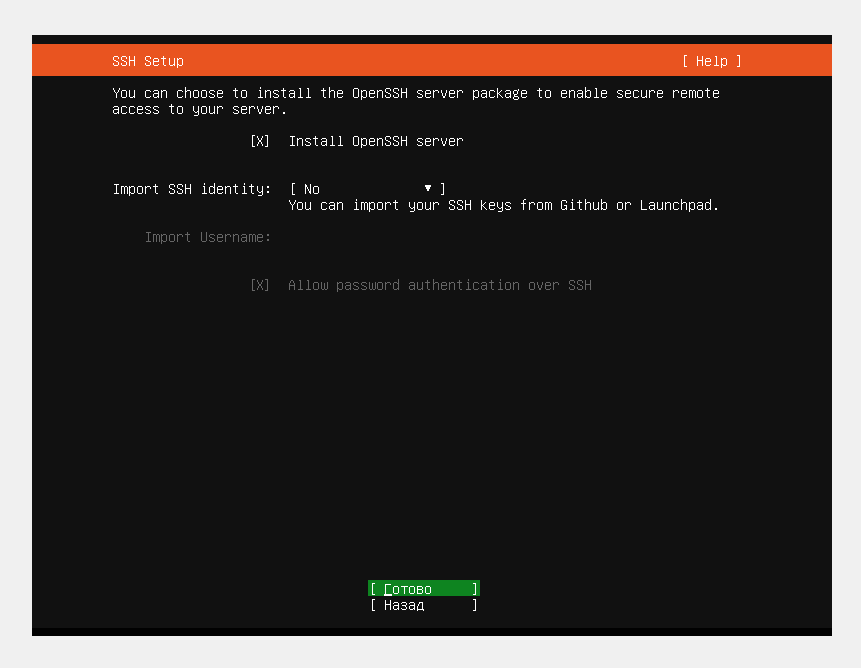 SSH Setup [ Help ]
You can choose to install the OpenSSH server package to enable secure remote
access to your server.
[X] Install OpenSSH server
Import SSH identity: [ No ▾ ]
You can import your SSH keys from Github or Launchpad.
Import Username:
[X] Allow password authentication over SSH
[ Готово ]
[ Назад ]